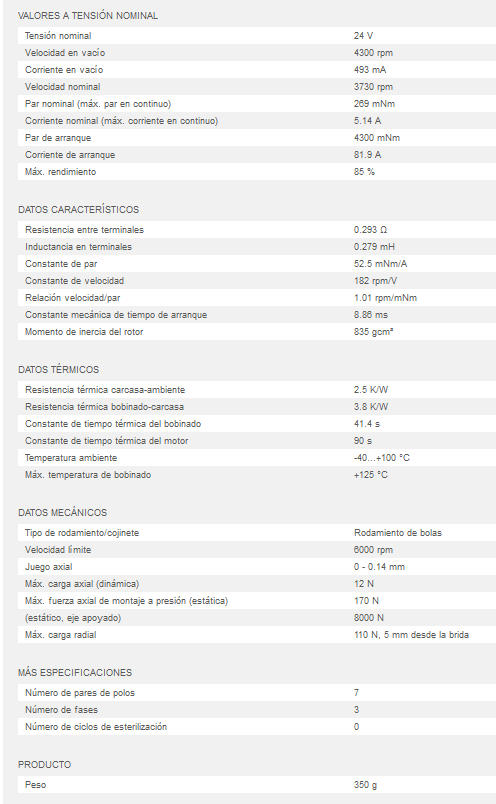 VALORES A TENSIÓN NOMINAL
Tensión nominal 24 V
Velocidad en vacío 4300 rpm
Corriente en vacío 493 mA
Velocidad nominal 3730 rpm
Par nominal (máx. par en continuo) 269 mNm
Corriente nominal (máx. corriente en continuo) 5.14 A
Par de arranque 4300 mNm
Corriente de arranque 81.9 A
Máx. rendimiento 85 %
DATOS CARACTERÍSTICOS
Resistencia entre terminales 0.293 Ω
Inductancia en terminales 0.279 mH
Constante de par 52.5 mNm/A
Constante de velocidad 182 rpm/V
Relación velocidad/par 1.01 rpm/mNm
Constante mecánica de tiempo de arranque 8.86 ms
Momento de inercia del rotor 835 gcm²
DATOS TÉRMICOS
Resistencia térmica carcasa-ambiente 2.5 K/W
Resistencia térmica bobinado-carcasa 3.8 K/W
Constante de tiempo térmica del bobinado 41.4 s
Constante de tiempo térmica del motor 90 s
Temperatura ambiente -40...+100 °C
Máx. temperatura de bobinado +125 °C
DATOS MECÁNICOS
Tipo de rodamiento/cojinete Rodamiento de bolas
Velocidad límite 6000 rpm
Juego axial 0 - 0.14 mm
Máx. carga axial (dinámica) 12 N
Máx. fuerza axial de montaje a presión (estática) 170 N
(estático, eje apoyado) 8000 N
Máx. carga radial 110 N, 5 mm desde la brida
MÁS ESPECIFICACIONES
Número de pares de polos 7
Número de fases 3
Número de ciclos de esterilización 0
PRODUCTO
Peso 350 g